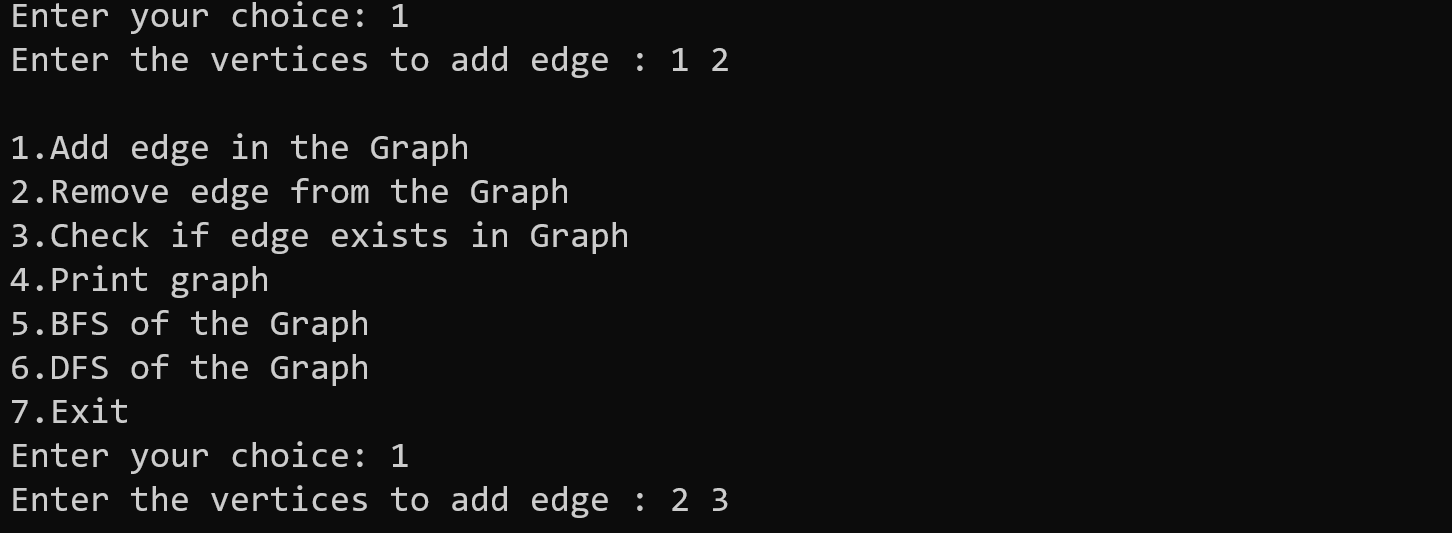 Enter your choice: 1
Enter the vertices to add edge : 1 2
1.Add edge in the Graph
2.Remove edge from the Graph
3.Check if edge exists in Graph
4.Print graph
5.BFS of the Graph
6.DFS of the Graph
7.Exit
Enter your choice: 1
Enter the vertices to add edge : 2 3